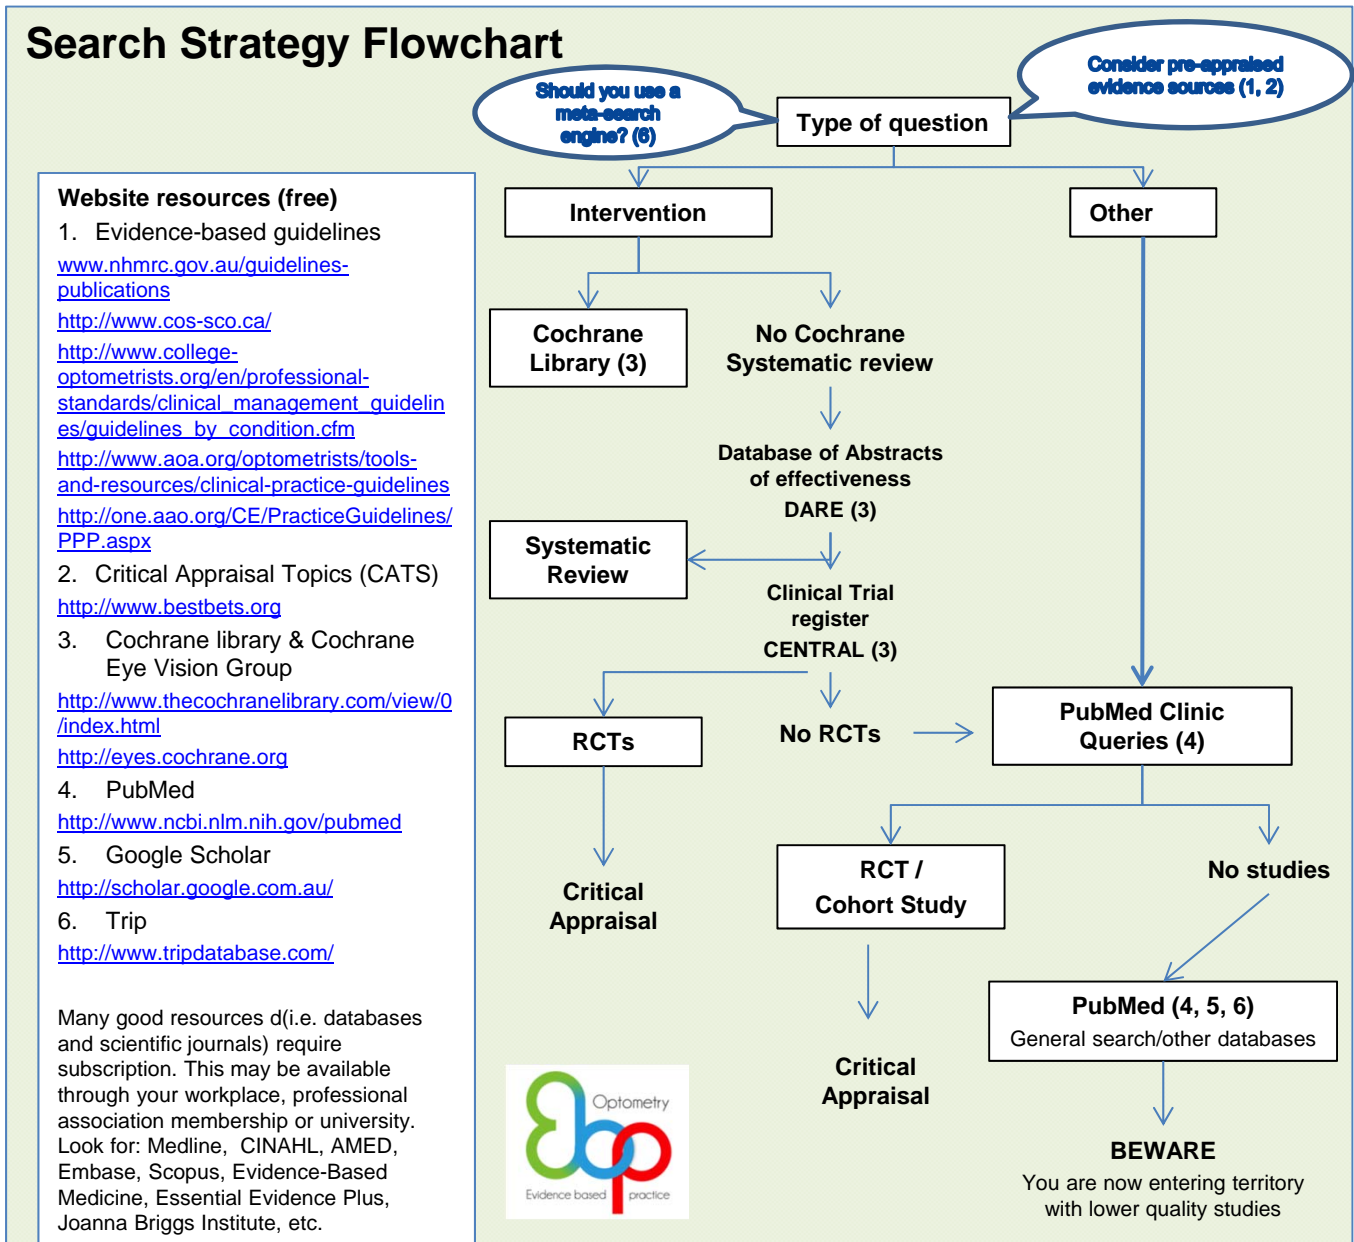 Search Strategy Flowchart
Should you use a
meta-search
engine? (6)
Consider pre-appraised
evidence sources (1, 2)
Type of question
Intervention
Other
Website resources (free)
1. Evidence-based guidelines
www.nhmrc.gov.au/guidelines-
publications
http://www.cos-sco.ca/
http://www.college-
optometrists.org/en/professional-
standards/clinical_management_guidelin
es/guidelines_by_condition.cfm
http://www.aoa.org/optometrists/tools-
and-resources/clinical-practice-guidelines
http://one.aao.org/CE/PracticeGuidelines/
PPP.aspx
2. Critical Appraisal Topics (CATS)
http://www.bestbets.org
3. Cochrane library & Cochrane
Eye Vision Group
http://www.thecochranelibrary.com/view/0
/index.html
http://eyes.cochrane.org
4. PubMed
http://www.ncbi.nlm.nih.gov/pubmed
5. Google Scholar
http://scholar.google.com.au/
6. Trip
http://www.tripdatabase.com/
Many good resources d(i.e. databases
and scientific journals) require
subscription. This may be available
through your workplace, professional
association membership or university.
Look for: Medline, CINAHL, AMED,
Embase, Scopus, Evidence-Based
Medicine, Essential Evidence Plus,
Joanna Briggs Institute, etc.
Cochrane
Library (3)
No Cochrane
Systematic review
Database of Abstracts
of effectiveness
DARE (3)
Systematic
Review
Clinical Trial
register
CENTRAL (3)
RCTs
No RCTs
PubMed Clinic
Queries (4)
Critical
Appraisal
RCT /
Cohort Study
No studies
Critical
Appraisal
PubMed (4, 5, 6)
General search/other databases
BEWARE
You are now entering territory
with lower quality studies
Optometry
ebp
Evidence based practice